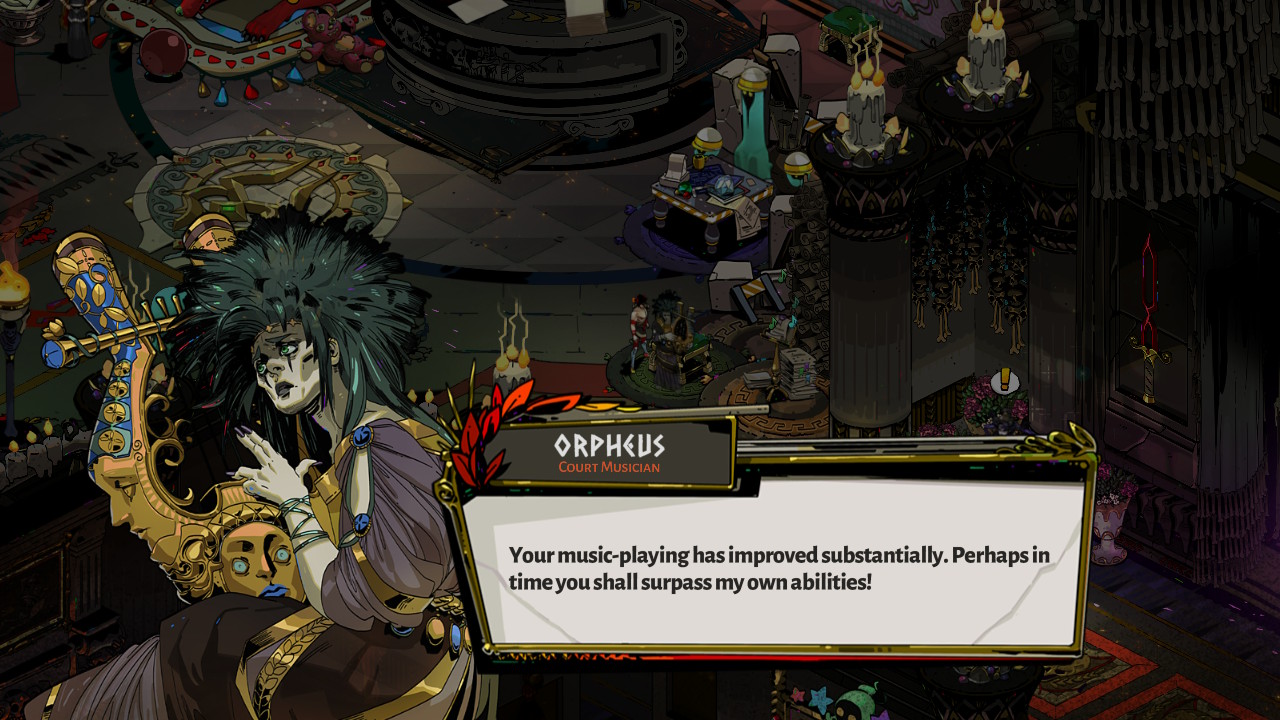 ORPHEUS
Court Musician
Your music-playing has improved substantially. Perhaps in
time you shall surpass my own abilities!